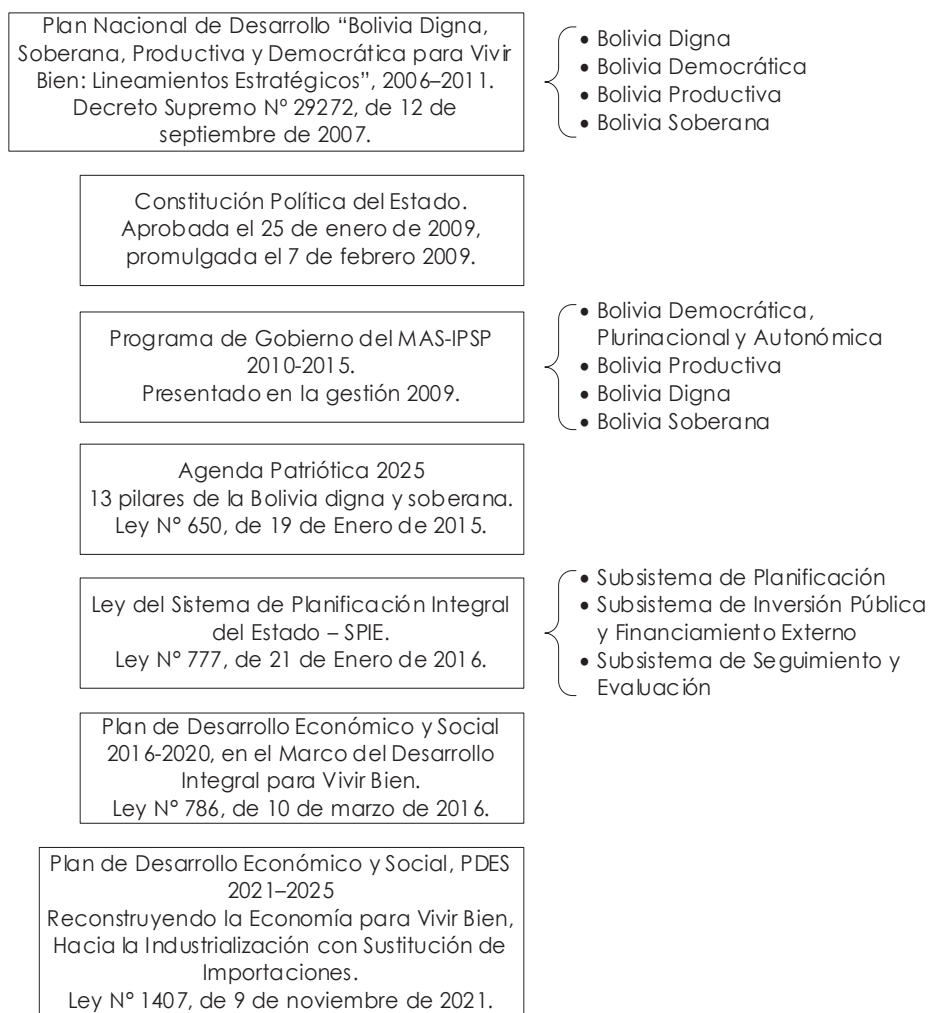 Plan Nacional de Desarrollo “Bolivia Digna,
Soberana, Productiva y Democrática para Vivir
Bien: Lineamientos Estratégicos”, 2006–2011.
Decreto Supremo Nº 29272, de 12 de
septiembre de 2007.
• Bolivia Digna
• Bolivia Democrática
• Bolivia Productiva
• Bolivia Soberana
Constitución Política del Estado.
Aprobada el 25 de enero de 2009,
promulgada el 7 de febrero 2009.
Programa de Gobierno del MAS-IPSP
2010-2015.
Presentado en la gestión 2009.
• Bolivia Democrática,
Plurinacional y Autonómica
• Bolivia Productiva
• Bolivia Digna
• Bolivia Soberana
Agenda Patriótica 2025
13 pilares de la Bolivia digna y soberana.
Ley N° 650, de 19 de Enero de 2015.
Ley del Sistema de Planificación Integral
del Estado – SPIE.
Ley N° 777, de 21 de Enero de 2016.
• Subsistema de Planificación
• Subsistema de Inversión Pública
y Financiamiento Externo
• Subsistema de Seguimiento y
Evaluación
Plan de Desarrollo Económico y Social
2016-2020, en el Marco del Desarrollo
Integral para Vivir Bien.
Ley N° 786, de 10 de marzo de 2016.
Plan de Desarrollo Económico y Social, PDES
2021–2025
Reconstruyendo la Economía para Vivir Bien,
Hacia la Industrialización con Sustitución de
Importaciones.
Ley N° 1407, de 9 de noviembre de 2021.